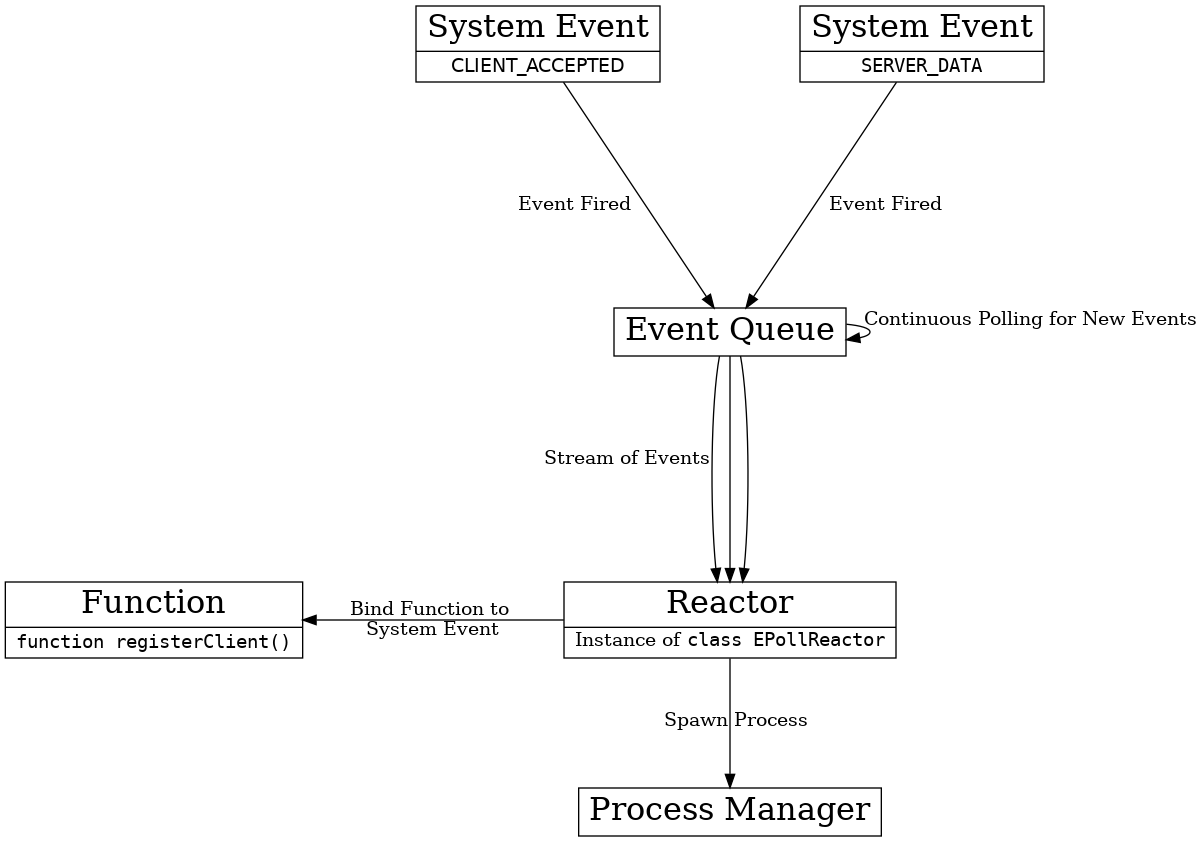 System Event
CLIENT_ACCEPTED
System Event
SERVER_DATA
Event Fired
Event Fired
Event Queue
Continuous Polling for New Events
Stream of Events
Function
function registerClient()
Bind Function to
System Event
Reactor
Instance of class EPollReactor
Spawn Process
Process Manager